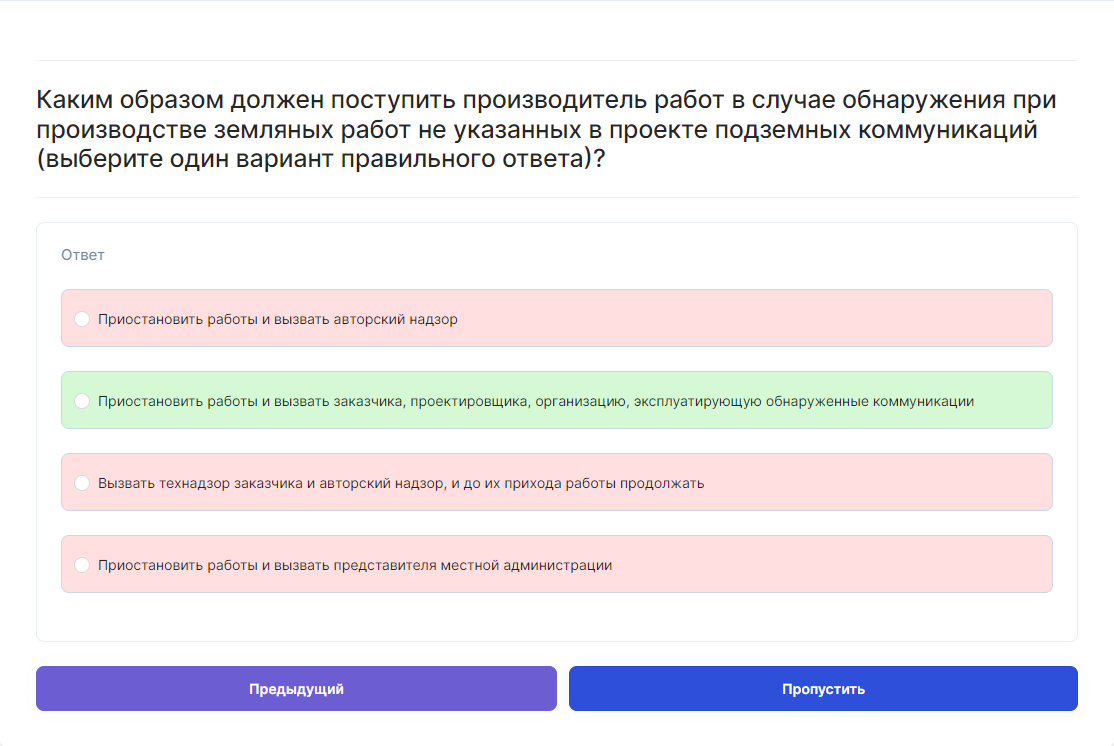 Каким образом должен поступить производитель работ в случае обнаружения при
производстве земляных работ не указанных в проекте подземных коммуникаций
(выберите один вариант правильного ответа)?
Ответ
Приостановить работы и вызвать авторский надзор
Приостановить работы и вызвать заказчика, проектировщика, организацию, эксплуатирующую обнаруженные коммуникации
Вызвать технадзор заказчика и авторский надзор, и до их прихода работы продолжать
Приостановить работы и вызвать представителя местной администрации
Предыдущий
Пропустить